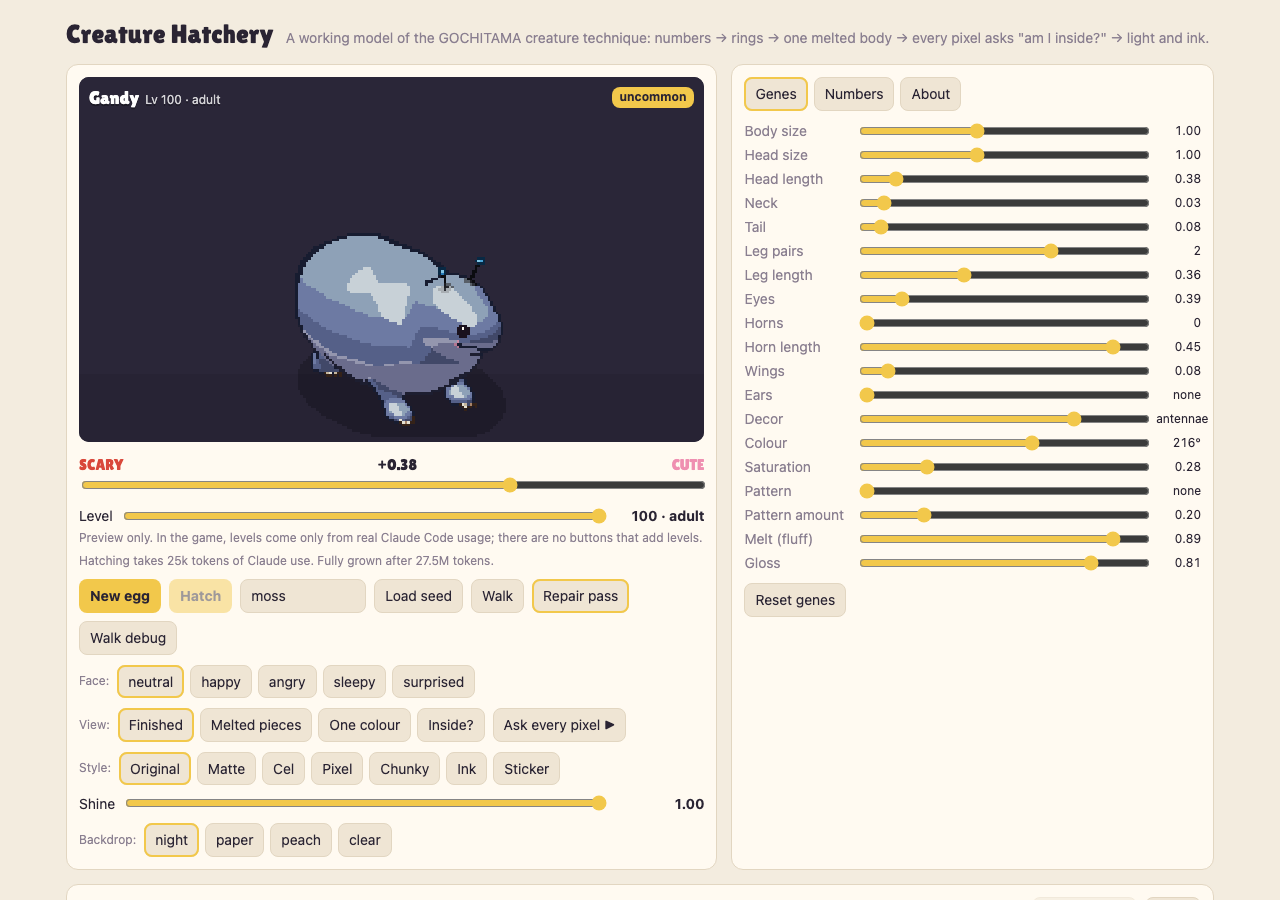 Creature Hatchery A working model of the GOCHITAMA creature technique: numbers → rings → one melted body → every pixel asks "am I inside?" → light and ink.
Gandy Lv 100 · adult uncommon
SCARY +0.38 CUTE
Level 100 · adult
Preview only. In the game, levels come only from real Claude Code usage; there are no buttons that add levels.
Hatching takes 25k tokens of Claude use. Fully grown after 27.5M tokens.
New egg Hatch moss Load seed Walk Repair pass
Walk debug
Face: neutral happy angry sleepy surprised
View: Finished Melted pieces One colour Inside? Ask every pixel ▶
Style: Original Matte Cel Pixel Chunky Ink Sticker
Shine 1.00
Backdrop: night paper peach clear
Genes Numbers About
Body size 1.00
Head size 1.00
Head length 0.38
Neck 0.03
Tail 0.08
Leg pairs 2
Leg length 0.36
Eyes 0.39
Horns 0
Horn length 0.45
Wings 0.08
Ears none
Decor antennae
Colour 216°
Saturation 0.28
Pattern none
Pattern amount 0.20
Melt (fluff) 0.89
Gloss 0.81
Reset genes